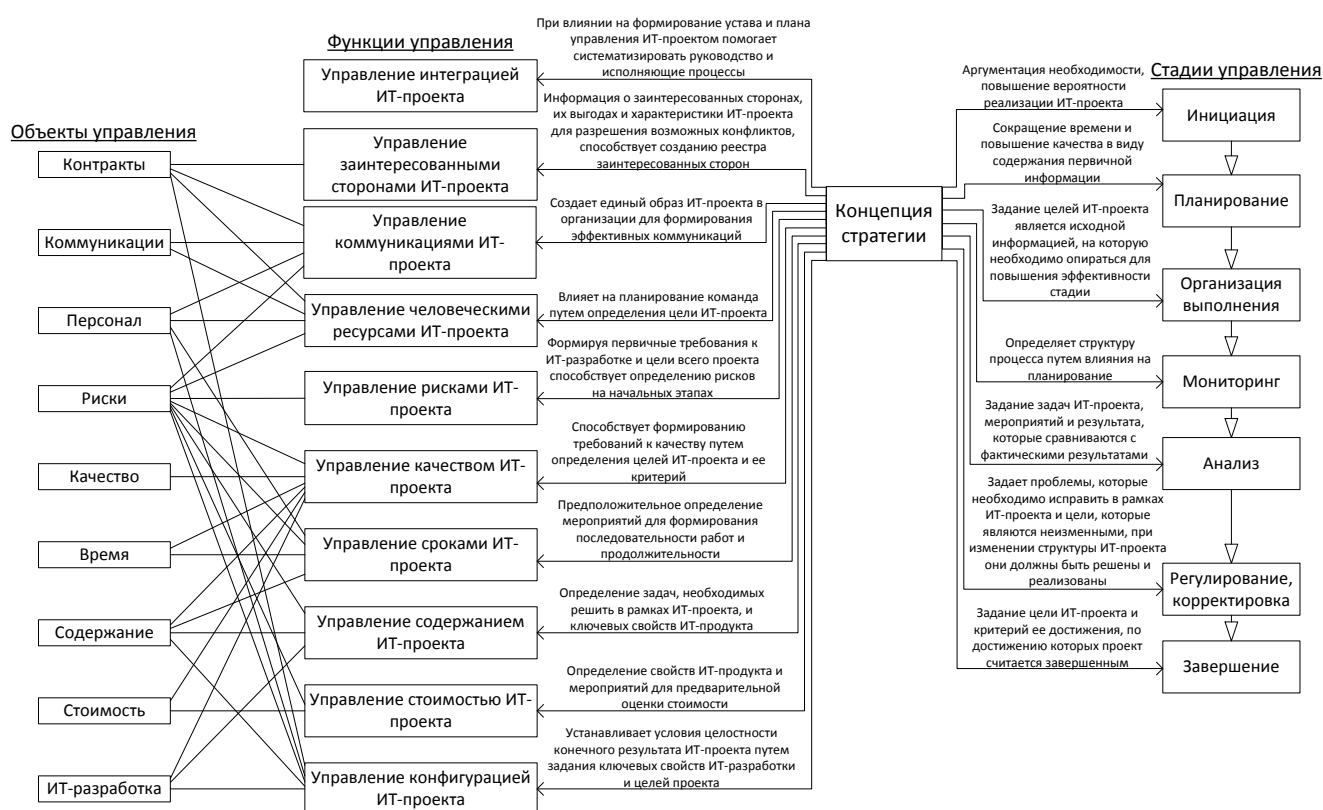 Объекты управления
Контракты
Коммуникации
Персонал
Риски
Качество
Время
Содержание
Стоимость
ИТ-разработка
Функции управления
Управление интеграцией
ИТ-проекта
Управление
заинтересованными
сторонами ИТ-проекта
Управление
коммуникациями ИТ-
проекта
Управление человеческими
ресурсами ИТ-проекта
Управление рисками ИТ-
проекта
Управление качеством ИТ-
проекта
Управление сроками ИТ-
проекта
Управление содержанием
ИТ-проекта
Управление стоимостью ИТ-
проекта
Управление конфигурацией
ИТ-проекта
При влиянии на формирование устава и плана
управления ИТ-проектом помогает
систематизировать руководство и
исполняющие процессы
Информация о заинтересованных сторонах,
их выгодах и характеристики ИТ-проекта
для разрешения возможных конфликтов,
способствует созданию реестра
заинтересованных сторон
Создает единый образ ИТ-проекта в
организации для формирования
эффективных коммуникаций
Влияет на планирование команда
путем определения цели ИТ-проекта
Формируя первичные требования к
ИТ-разработке и цели всего проекта
способствует определению рисков
на начальных этапах
Способствует формированию
требований к качеству путем
определения целей ИТ-проекта и ее
критерий
Предположительное определение
мероприятий для формирования
последовательности работ и
продолжительности
Определение задач, необходимых
решить в рамках ИТ-проекта, и
ключевых свойств ИТ-продукта
Определение свойств ИТ-продукта и
мероприятий для предварительной
оценки стоимости
Устанавливает условия целостности
конечного результата ИТ-проекта путем
задания ключевых свойств ИТ-разработки
и целей проекта
Концепция
стратегии
Аргументация необходимости,
повышение вероятности
реализации ИТ-проекта
Сокращение времени и
повышение качества в виду
содержания первичной
информации
Задание целей ИТ-проекта
является исходной
информацией, на которую
необходимо опираться для
повышения эффективности
стадии
Определяет структуру
процесса путем влияния на
планирование
Задание задач ИТ-проекта,
мероприятий и результата,
которые сравниваются с
фактическими результатами
Задает проблемы, которые
необходимо исправить в рамках
ИТ-проекта и цели, которые
являются неизменными, при
изменении структуры ИТ-проекта
они должны быть решены и
реализованы
Задание цели ИТ-проекта и
критерий ее достижения, по
достижению которых проект
считается завершенным
Стадии управления
Инициация
Планирование
Организация
выполнения
Мониторинг
Анализ
Регулирование,
корректировка
Завершение